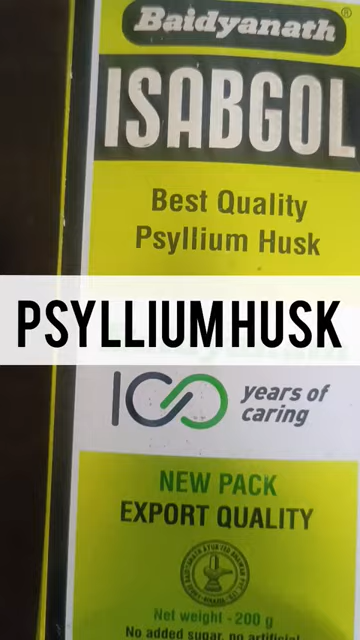 Baidyanath®
ISABGOL
Best Quality
Psyllium Husk
PSYLLIUM HUSK
100 years of
caring
NEW PACK
EXPORT QUALITY
Net weight - 200 g
No added sugar, no artificial